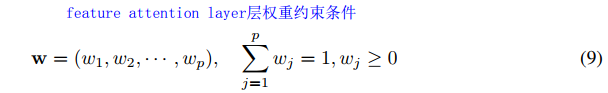 feature attention layer层权重约束条件
w = (w₁, w₂, ⋯ , wₚ), ∑ⱼ₌₁ᵖ wⱼ = 1, wⱼ ≥ 0 (9)